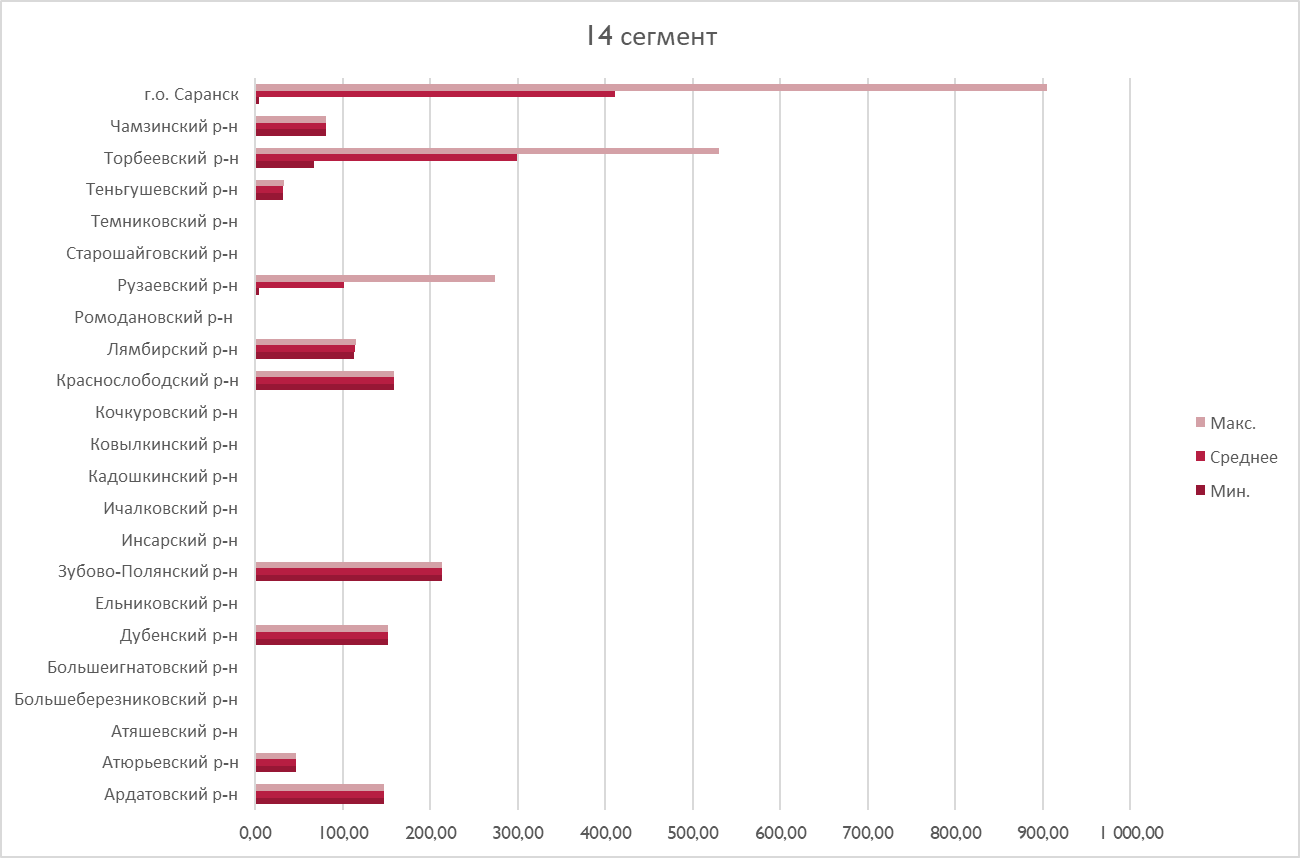 14 сегмент
г.о. Саранск
Чамзинский р-н
Торбеевский р-н
Теньгушевский р-н
Темниковский р-н
Старошайговский р-н
Рузаевский р-н
Ромодановский р-н
Лямбирский р-н
Краснослободский р-н
Кочкуровский р-н
Ковылкинский р-н
Кадошкинский р-н
Ичалковский р-н
Инсарский р-н
Зубово-Полянский р-н
Ельниковский р-н
Дубенский р-н
Большеигнатовский р-н
Большеберезниковский р-н
Атяшевский р-н
Атюрьевский р-н
Ардатовский р-н
0,00 100,00 200,00 300,00 400,00 500,00 600,00 700,00 800,00 900,00 1 000,00
Макс.
Среднее
Мин.